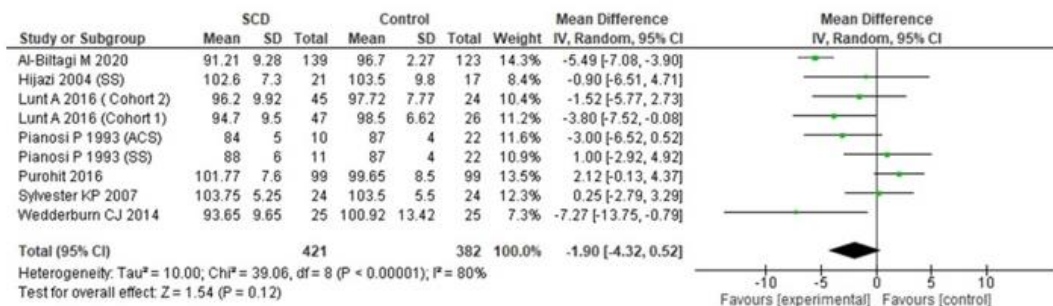 SCD Control Mean Difference Mean Difference
Study or Subgroup Mean SD Total Mean SD Total Weight IV, Random, 95% CI IV, Random, 95% CI
Al-Biltagi M 2020 91.21 9.28 139 96.7 2.27 123 14.3% -5.49 [-7.08, -3.90]
Hijazi 2004 (SS) 102.6 7.3 21 103.5 9.8 17 8.4% -0.90 [-6.51, 4.71]
Lunt A 2016 ( Cohort 2) 96.2 9.92 45 97.72 7.77 24 10.4% -1.52 [-5.77, 2.73]
Lunt A 2016 (Cohort 1) 94.7 9.5 47 98.5 6.62 26 11.2% -3.80 [-7.52, -0.08]
Pianosi P 1993 (ACS) 84 5 10 87 4 22 11.6% -3.00 [-6.52, 0.52]
Pianosi P 1993 (SS) 88 6 11 87 4 22 10.9% 1.00 [-2.92, 4.92]
Purohit 2016 101.77 7.6 99 99.65 8.5 99 13.5% 2.12 [-0.13, 4.37]
Sylvester KP 2007 103.75 5.25 24 103.5 5.5 24 12.3% 0.25 [-2.79, 3.29]
Wedderburn CJ 2014 93.65 9.65 25 100.92 13.42 25 7.3% -7.27 [-13.75, -0.79]
Total (95% CI) 421 382 100.0% -1.90 [-4.32, 0.52]
Heterogeneity: Tau² = 10.00; Chi² = 39.06, df = 8 (P < 0.00001); I² = 80%
Test for overall effect: Z = 1.54 (P = 0.12)
-10 -5 0 5 10
Favours [experimental] Favours [control]